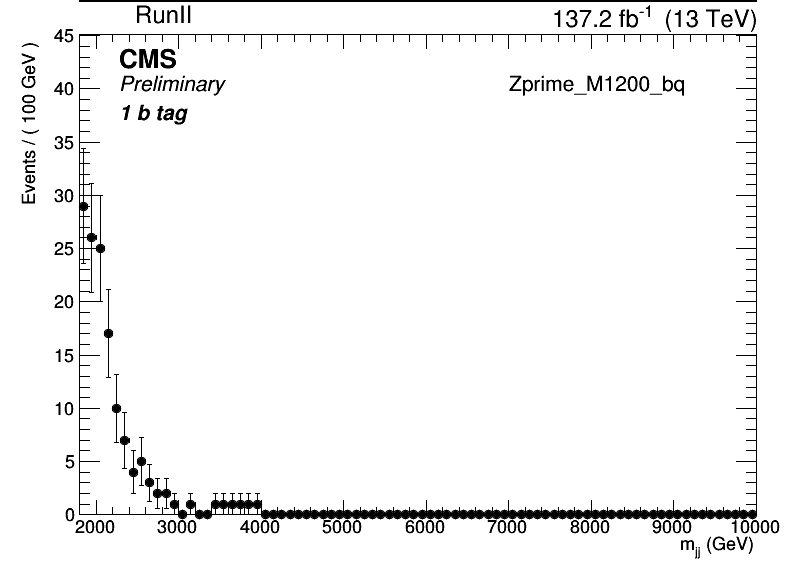 RunII 137.2 fb-1 (13 TeV)
CMS
Preliminary
1 b tag
Zprime_M1200_bq
Events / ( 100 GeV )
45
40
35
30
25
20
15
10
5
0
2000 3000 4000 5000 6000 7000 8000 9000 10000
mjj (GeV)